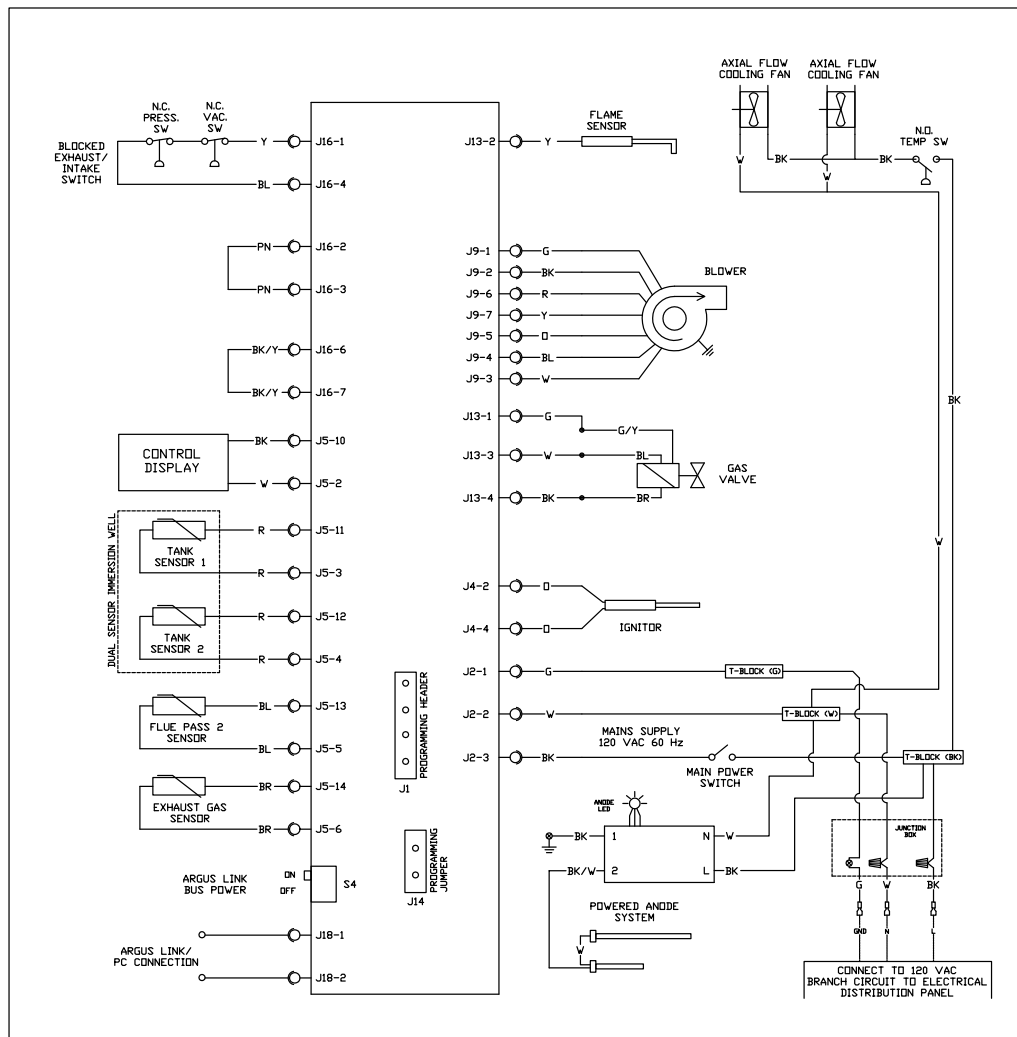 AXIAL FLOW
COOLING FAN
AXIAL FLOW
COOLING FAN
N.C.
PRESS.
SW
N.C.
VAC.
SW
BLOCKED
EXHAUST/
INTAKE
SWITCH
Y
J16-1
BL
J16-4
PN
J16-2
PN
J16-3
BK/Y
J16-6
BK/Y
J16-7
CONTROL
DISPLAY
BK
J5-10
W
J5-2
DUAL SENSOR IMMERSION WELL
TANK
SENSOR 1
R
J5-11
R
J5-3
TANK
SENSOR 2
R
J5-12
R
J5-4
FLUE PASS 2
SENSOR
BL
J5-13
BL
J5-5
EXHAUST GAS
SENSOR
BR
J5-14
BR
J5-6
ARGUS LINK
BUS POWER
ON
OFF
S4
ARGUS LINK/
PC CONNECTION
J18-1
J18-2
PROGRAMMING HEADER
J1
PROGRAMMING
JUMPER
J14
J13-2
Y
FLAME
SENSOR
J9-1
G
J9-2
BK
J9-6
R
J9-7
Y
J9-5
O
J9-4
BL
J9-3
W
BLOWER
J13-1
G
G/Y
J13-3
W
BL
J13-4
BK
BR
GAS
VALVE
J4-2
O
J4-4
O
IGNITOR
J2-1
G
T-BLOCK (G)
J2-2
W
T-BLOCK (W)
J2-3
BK
MAINS SUPPLY
120 VAC 60 Hz
MAIN POWER
SWITCH
T-BLOCK (BK)
W
BK
W
BK
N.O.
TEMP SW
BK
W
ANODE
LED
BK
1
N
W
BK/W
2
L
BK
POWERED ANODE
SYSTEM
W
JUNCTION
BOX
G
W
BK
GND
N
L
CONNECT TO 120 VAC
BRANCH CIRCUIT TO ELECTRICAL
DISTRIBUTION PANEL